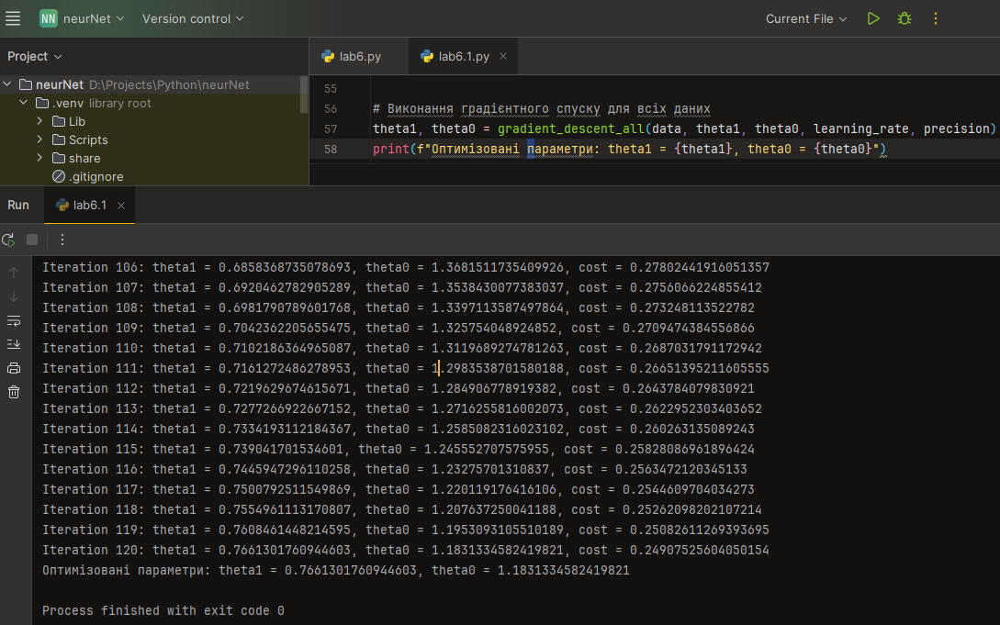 NN neurNet Version control Current File
Project
lab6.py lab6.1.py
neurNet D:\Projects\Python\neurNet
.venv library root
Lib
Scripts
share
.gitignore
55
56 # Виконання градієнтного спуску для всіх даних
57 theta1, theta0 = gradient_descent_all(data, theta1, theta0, learning_rate, precision)
58 print(f"Оптимізовані параметри: theta1 = {theta1}, theta0 = {theta0}")
Run lab6.1
Iteration 106: theta1 = 0.6858368735078693, theta0 = 1.3681511735409926, cost = 0.27802441916051357
Iteration 107: theta1 = 0.6920462782905289, theta0 = 1.3538430077383037, cost = 0.2756066224855412
Iteration 108: theta1 = 0.6981790789601768, theta0 = 1.3397113587497864, cost = 0.273248113522782
Iteration 109: theta1 = 0.7042362205655475, theta0 = 1.325754048924852, cost = 0.2709474384556866
Iteration 110: theta1 = 0.7102186364965087, theta0 = 1.3119689274781263, cost = 0.2687031791172942
Iteration 111: theta1 = 0.7161272486278953, theta0 = 1.2983538701580188, cost = 0.26651395211605555
Iteration 112: theta1 = 0.7219629674615671, theta0 = 1.284906778919382, cost = 0.2643784079830921
Iteration 113: theta1 = 0.7277266922667152, theta0 = 1.2716255816002073, cost = 0.2622952303403652
Iteration 114: theta1 = 0.7334193112184367, theta0 = 1.2585082316023102, cost = 0.260263135089243
Iteration 115: theta1 = 0.739041701534601, theta0 = 1.245552707575955, cost = 0.25828086961896424
Iteration 116: theta1 = 0.7445947296110258, theta0 = 1.23275701310837, cost = 0.2563472120345133
Iteration 117: theta1 = 0.7500792511549869, theta0 = 1.220119176416106, cost = 0.2544609704034273
Iteration 118: theta1 = 0.7554961113170807, theta0 = 1.207637250041188, cost = 0.25262098202107214
Iteration 119: theta1 = 0.7608461448214595, theta0 = 1.1953093105510189, cost = 0.25082611269393695
Iteration 120: theta1 = 0.7661301760944603, theta0 = 1.1831334582419821, cost = 0.24907525604050154
Оптимізовані параметри: theta1 = 0.7661301760944603, theta0 = 1.1831334582419821
Process finished with exit code 0